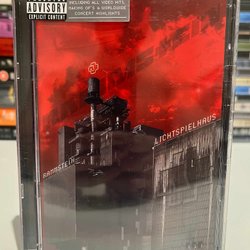 ADVISORY
EXPLICIT CONTENT
INCLUDING ALL VIDEO HITS,
MAKING OF'S & WORLDWIDE
CONCERT HIGHLIGHTS
RAMMSTEIN
LICHTSPIELHAUS